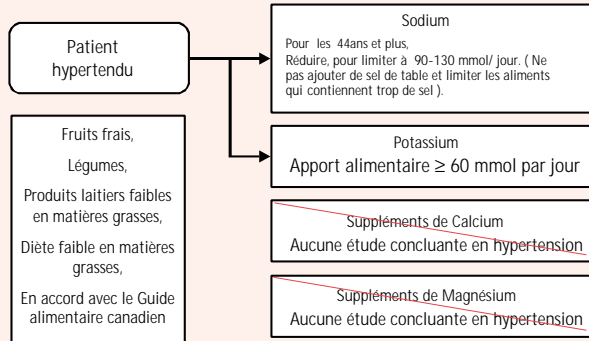 Patient
hypertendu
Sodium
Pour les 44ans et plus,
Réduire, pour limiter à 90-130 mmol/ jour. ( Ne
pas ajouter de sel de table et limiter les aliments
qui contiennent trop de sel ).
Potassium
Apport alimentaire ≥ 60 mmol par jour
Suppléments de Calcium
Aucune étude concluante en hypertension
Suppléments de Magnésium
Aucune étude concluante en hypertension
Fruits frais,
Légumes,
Produits laitiers faibles
en matières grasses,
Diète faible en matières
grasses,
En accord avec le Guide
alimentaire canadien